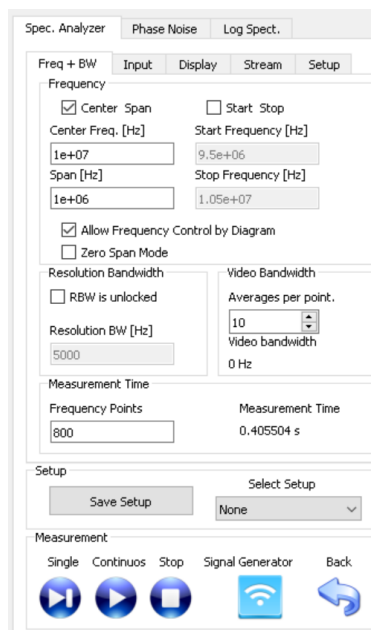 Spec. Analyzer Phase Noise Log Spect.
Freq + BW Input Display Stream Setup
Frequency
Center Span Start Stop
Center Freq. [Hz] Start Frequency [Hz]
1e+07 9.5e+06
Span [Hz] Stop Frequency [Hz]
1e+06 1.05e+07
Allow Frequency Control by Diagram
Zero Span Mode
Resolution Bandwidth Video Bandwidth
RBW is unlocked Averages per point.
10
Resolution BW [Hz] Video bandwidth
5000 0 Hz
Measurement Time
Frequency Points Measurement Time
800 0.405504 s
Setup
Select Setup
Save Setup None
Measurement
Single Continuos Stop Signal Generator Back